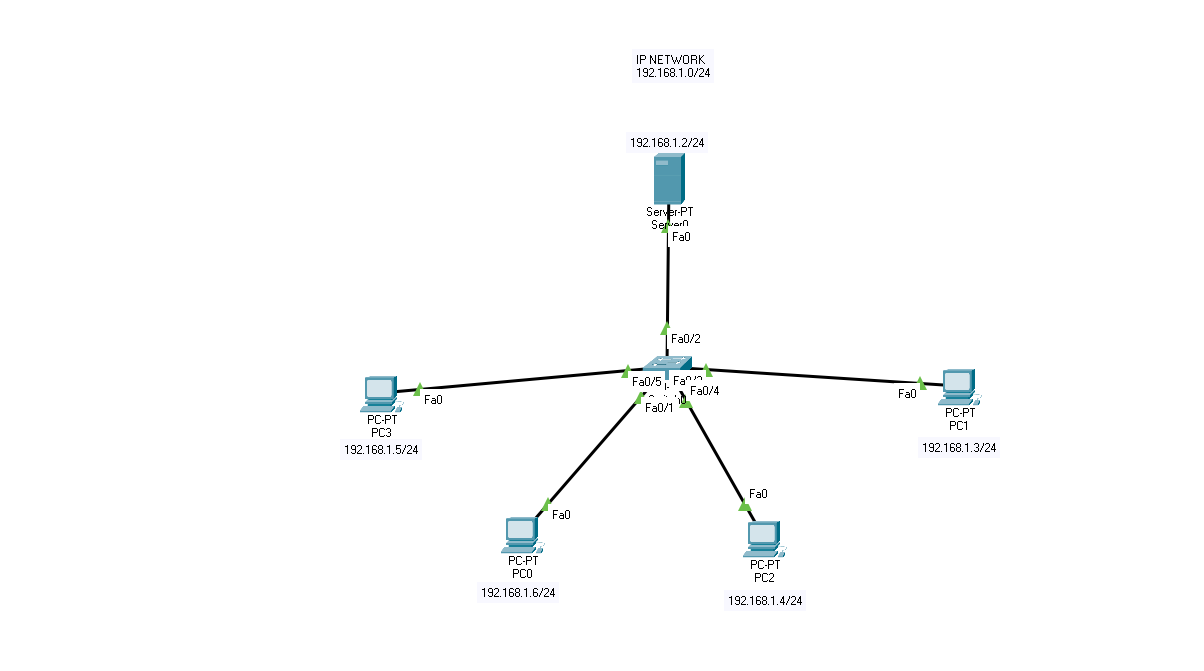 IP NETWORK
192.168.1.0/24
192.168.1.2/24
Server-PT
Server0
Fa0
Fa0/2
Fa0/5
Fa0/4
Fa0/1
Fa0
PC-PT
PC3
192.168.1.5/24
Fa0
PC-PT
PC1
192.168.1.3/24
Fa0
PC-PT
PC0
192.168.1.6/24
Fa0
PC-PT
PC2
192.168.1.4/24